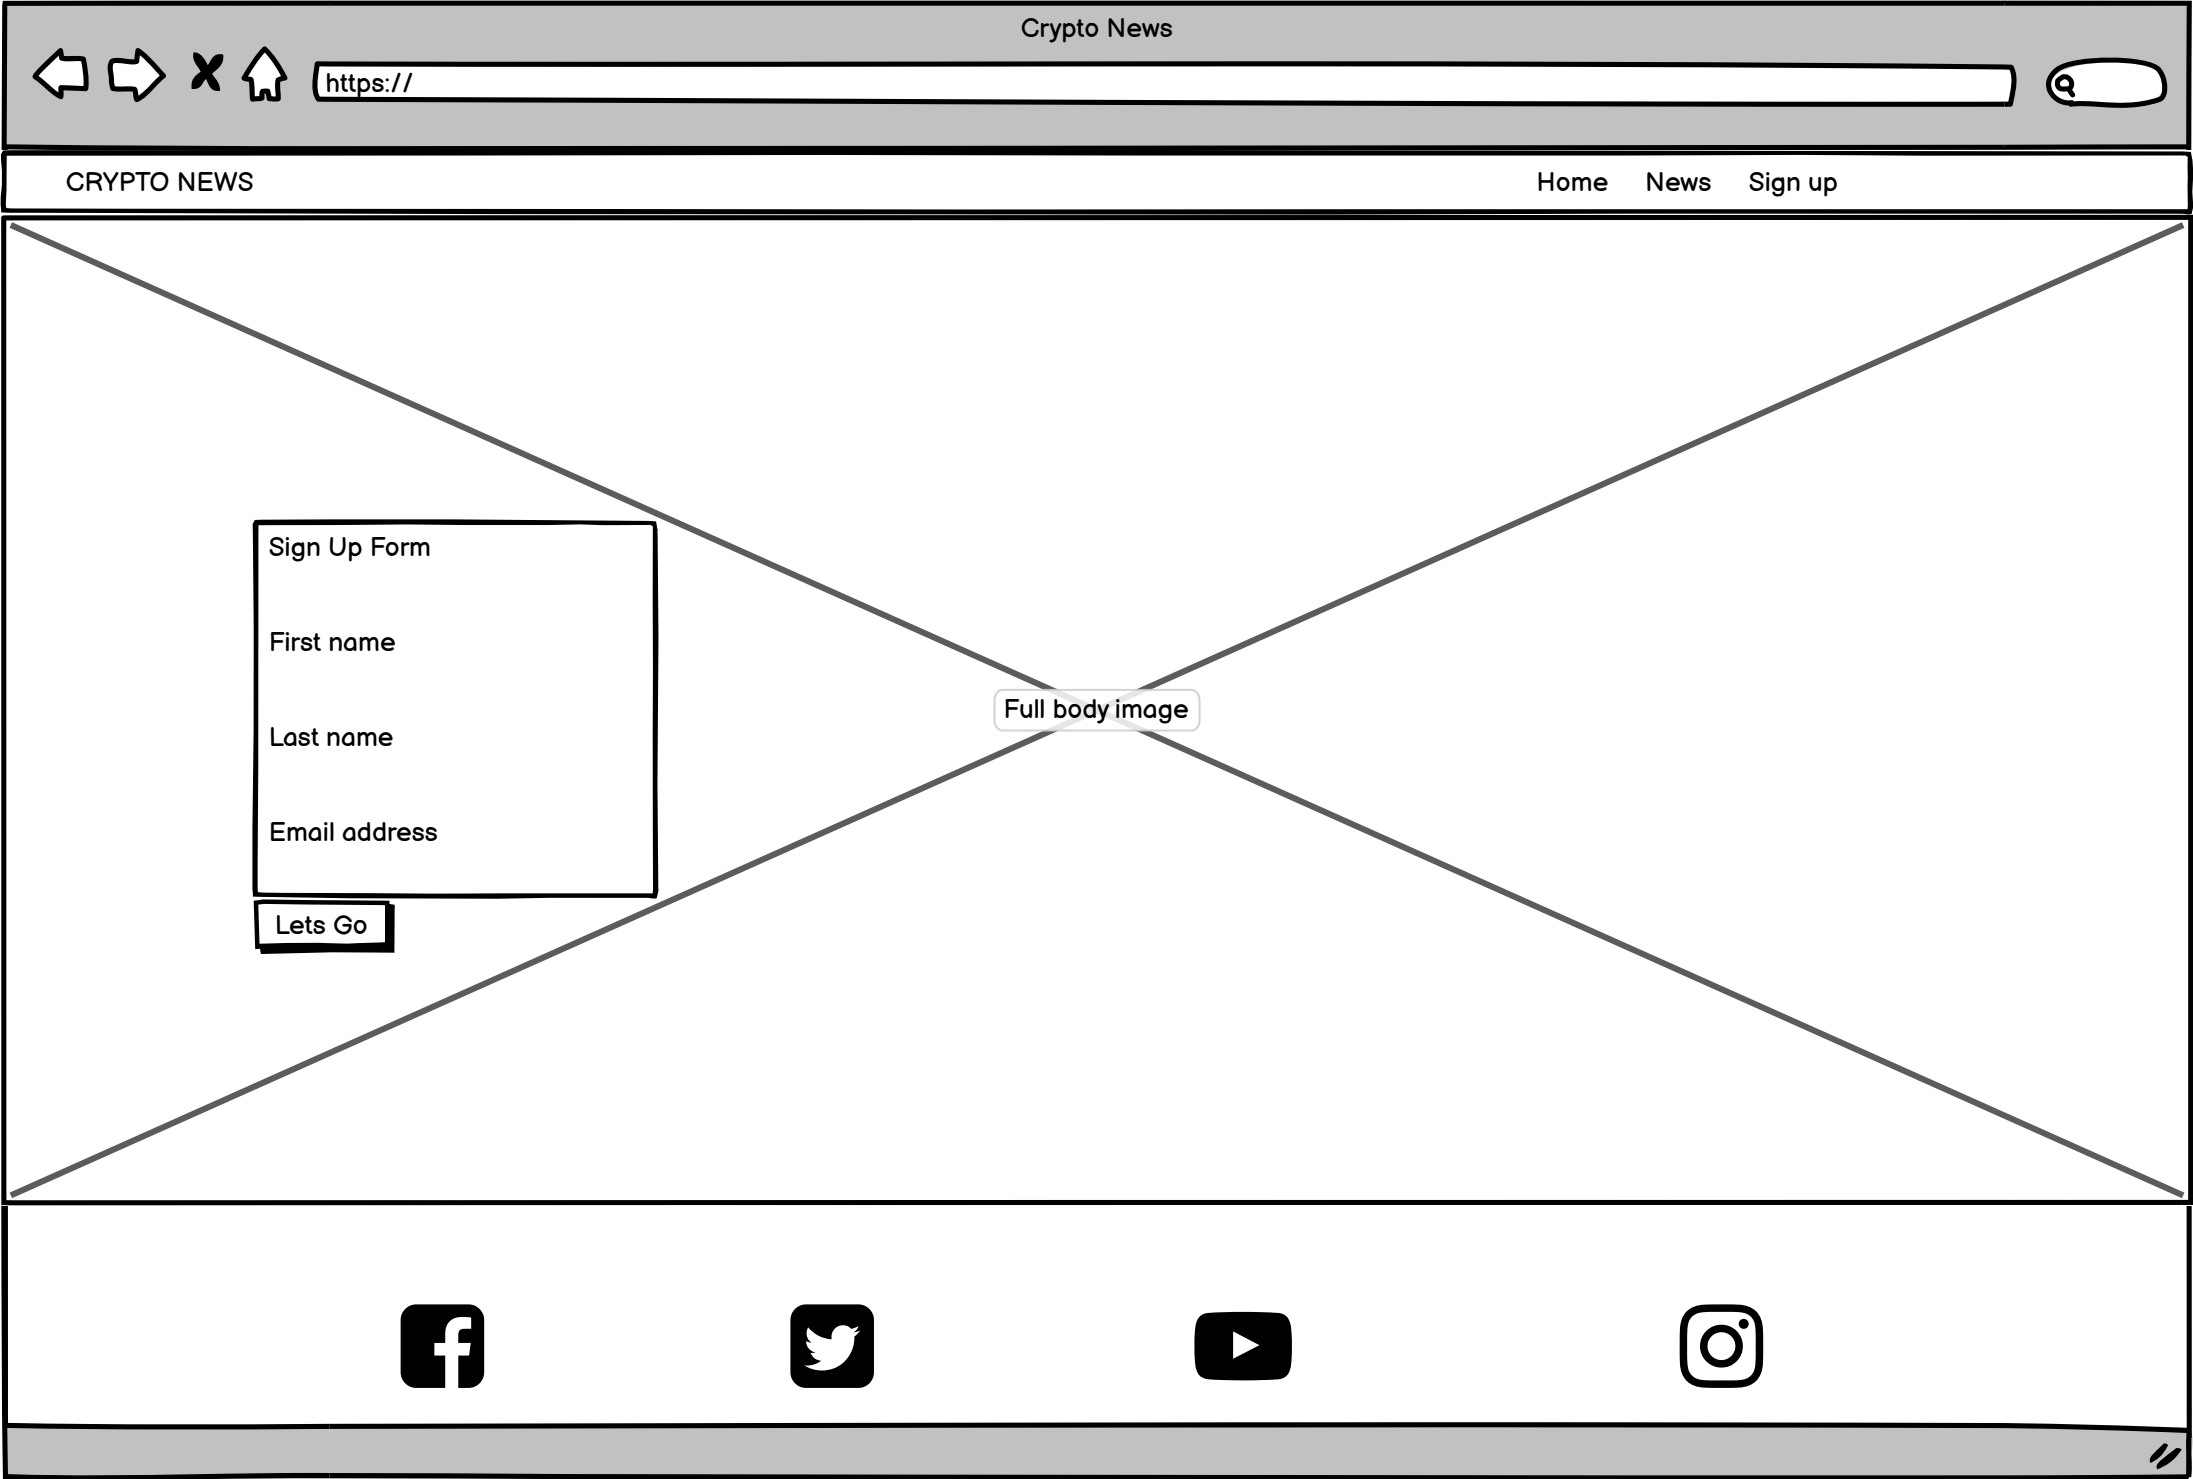 Crypto News
https://
CRYPTO NEWS
Home
News
Sign up
Sign Up Form
First name
Last name
Email address
Lets Go
Full body image